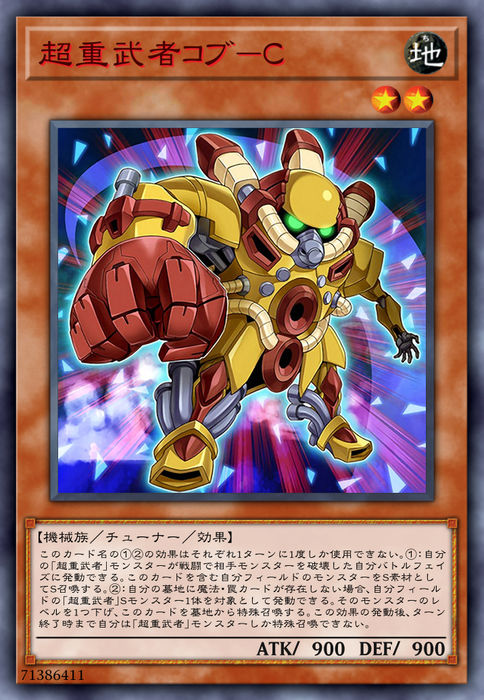 超重武者コブーC
ち
地
【機械族／チューナー／効果】
このカード名の①②の効果はそれぞれ1ターンに1度しか使用できない。①：自分
の「超重武者」モンスターが戦闘で相手モンスターを破壊した自分バトルフェイ
ズに発動できる。このカードを含む自分フィールドのモンスターをS素材とし
てS召喚する。②：自分の墓地に魔法・罠カードが存在しない場合、自分フィール
ドの「超重武者」Sモンスター1体を対象として発動できる。そのモンスターのレ
ベルを1つ下げ、このカードを墓地から特殊召喚する。この効果の発動後、ターン
終了時まで自分は「超重武者」モンスターしか特殊召喚できない。
ATK/ 900 DEF/ 900
71386411